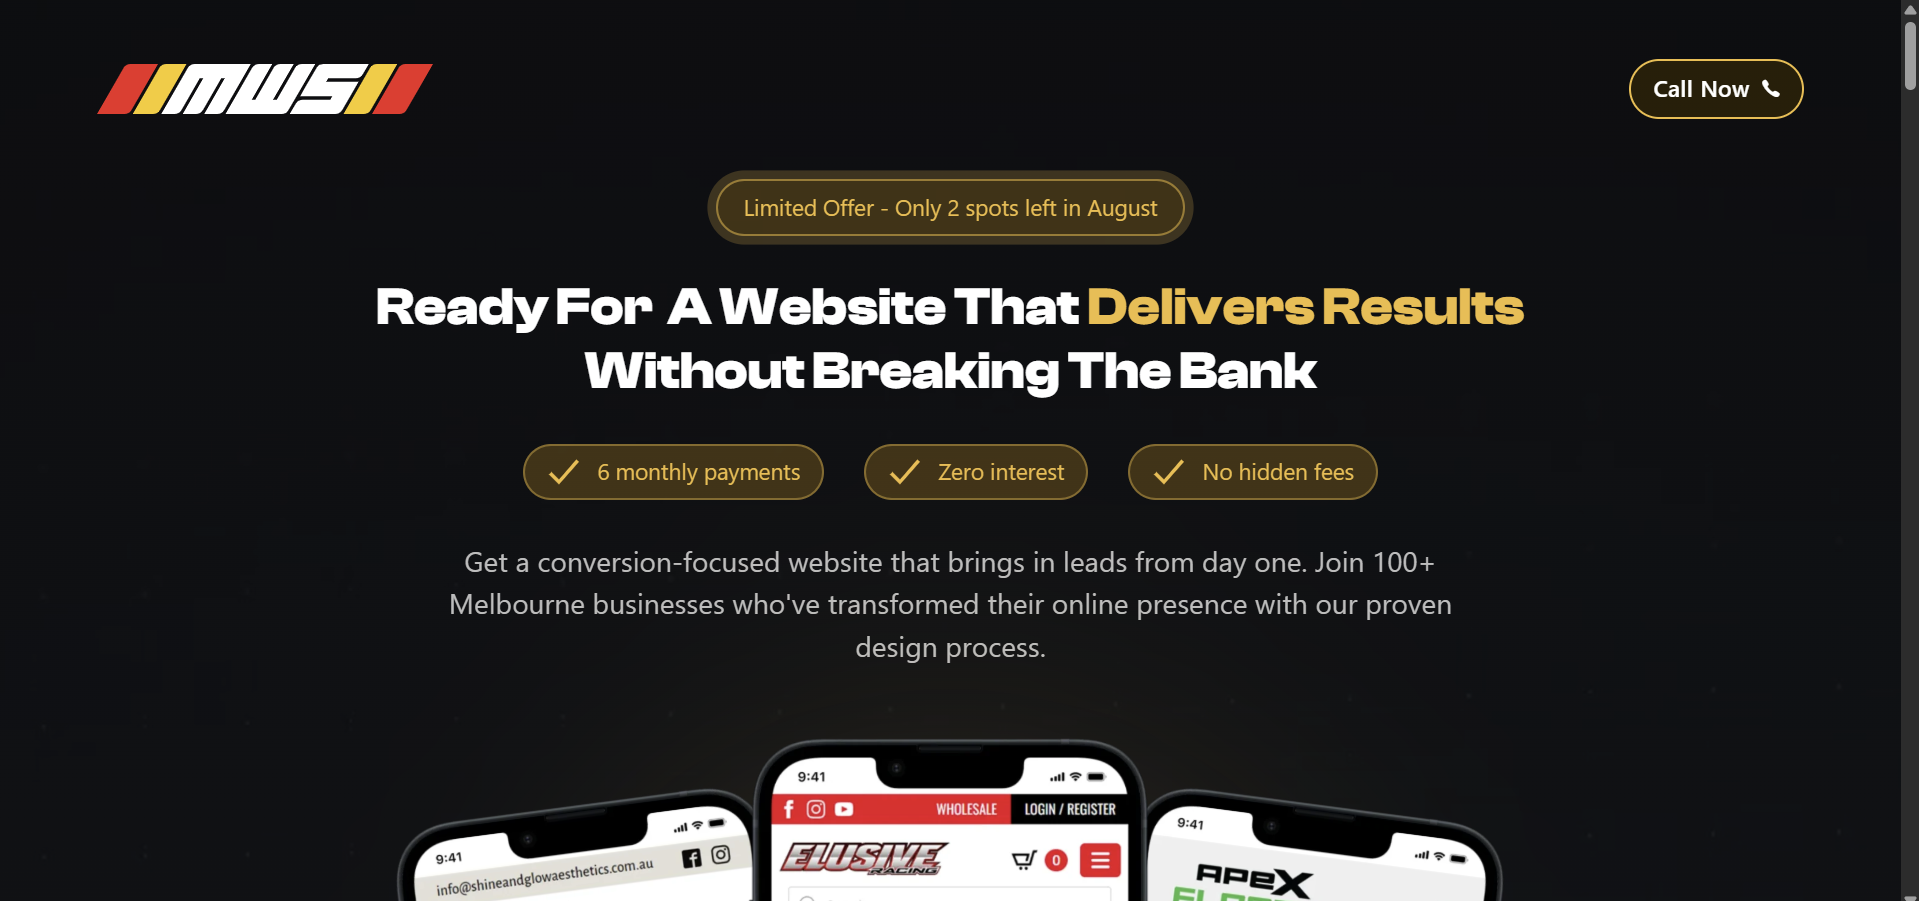 MWS
Call Now
Limited Offer - Only 2 spots left in August
Ready For A Website That Delivers Results
Without Breaking The Bank
6 monthly payments
Zero interest
No hidden fees
Get a conversion-focused website that brings in leads from day one. Join 100+
Melbourne businesses who've transformed their online presence with our proven
design process.
9:41
info@shineandglowaesthetics.com.au
9:41
WHOLESALE
LOGIN / REGISTER
ELUSIVE
RACING
0
9:41
APEX